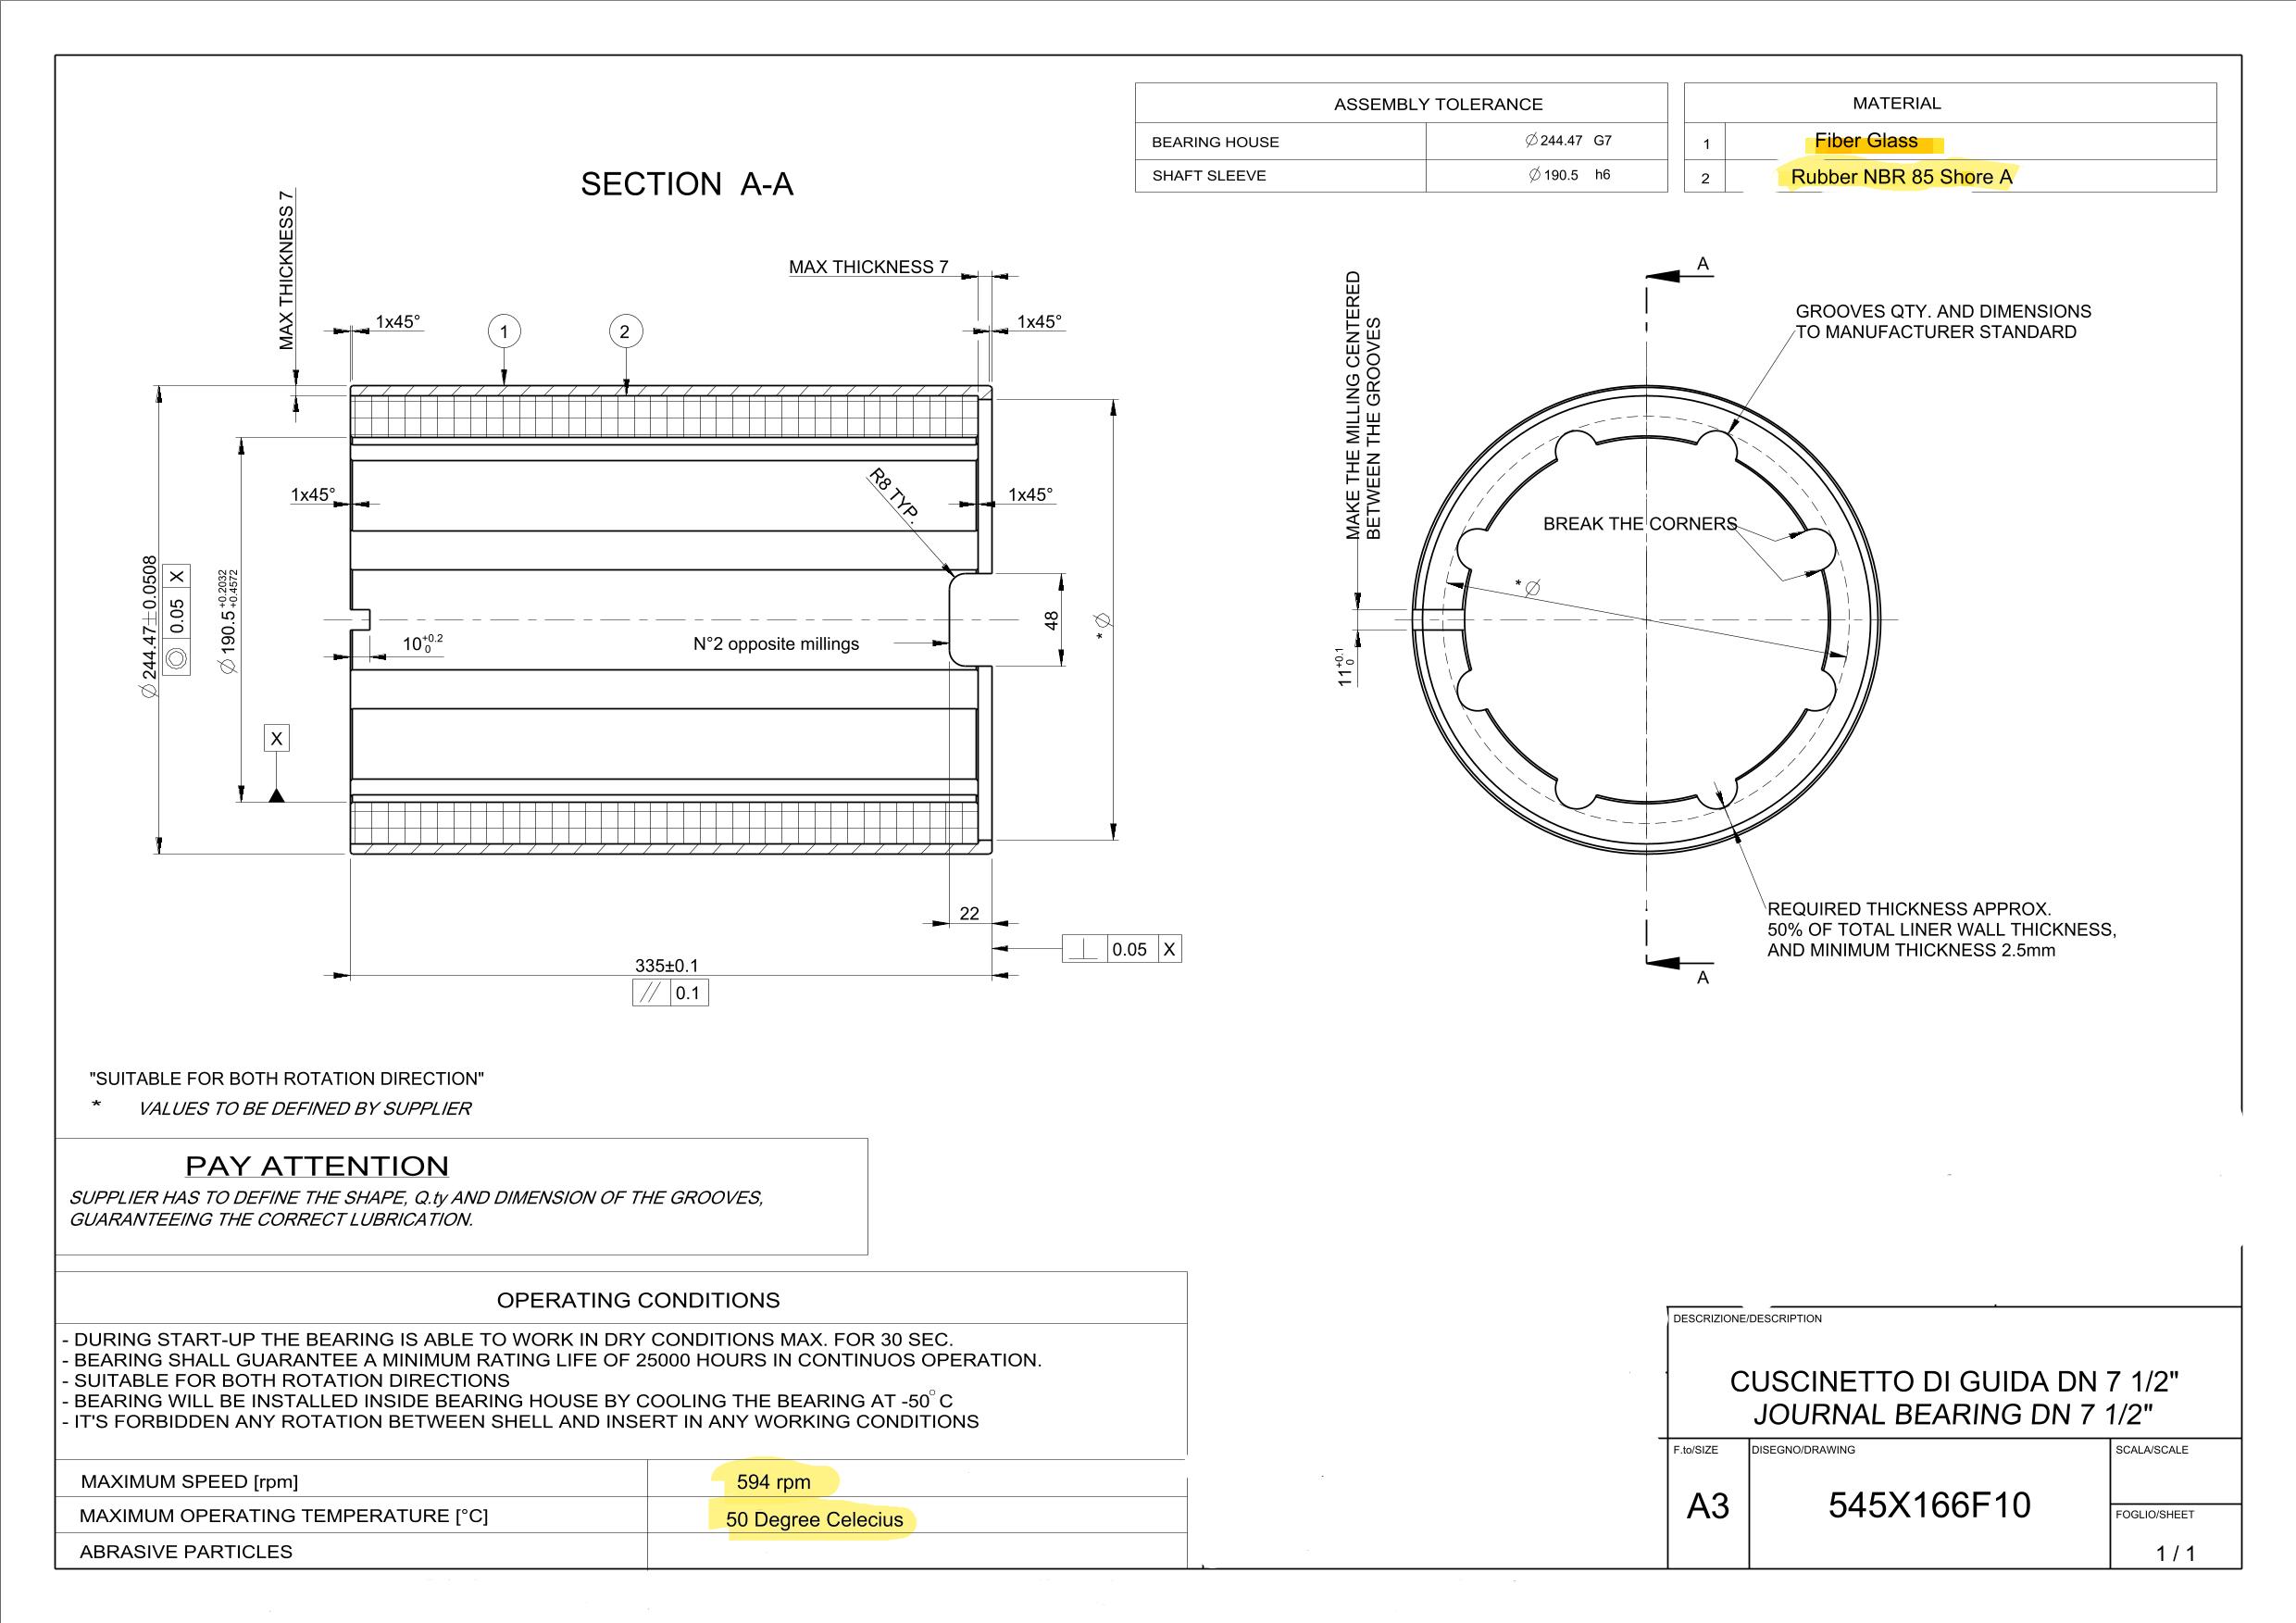 ASSEMBLY TOLERANCE
BEARING HOUSE ∅244.47 G7
SHAFT SLEEVE ∅190.5 h6
MATERIAL
1 Fiber Glass
2 Rubber NBR 85 Shore A
SECTION A-A
MAX THICKNESS 7
MAX THICKNESS 7
1x45°
1
2
1x45°
1x45°
1x45°
R8 TYP.
∅244.47±0.0508
◎ 0.05 X
∅190.5 +0.2032
+0.4572
X
10 +0.2
0
N°2 opposite millings
48
*∅
22
⊥ 0.05 X
335±0.1
// 0.1
MAKE THE MILLING CENTERED
BETWEEN THE GROOVES
11 +0.1
0
A
GROOVES QTY. AND DIMENSIONS
TO MANUFACTURER STANDARD
BREAK THE CORNERS
*∅
REQUIRED THICKNESS APPROX.
50% OF TOTAL LINER WALL THICKNESS,
AND MINIMUM THICKNESS 2.5mm
A
"SUITABLE FOR BOTH ROTATION DIRECTION"
* VALUES TO BE DEFINED BY SUPPLIER
PAY ATTENTION
SUPPLIER HAS TO DEFINE THE SHAPE, Q.ty AND DIMENSION OF THE GROOVES,
GUARANTEEING THE CORRECT LUBRICATION.
OPERATING CONDITIONS
- DURING START-UP THE BEARING IS ABLE TO WORK IN DRY CONDITIONS MAX. FOR 30 SEC.
- BEARING SHALL GUARANTEE A MINIMUM RATING LIFE OF 25000 HOURS IN CONTINUOS OPERATION.
- SUITABLE FOR BOTH ROTATION DIRECTIONS
- BEARING WILL BE INSTALLED INSIDE BEARING HOUSE BY COOLING THE BEARING AT -50°C
- IT'S FORBIDDEN ANY ROTATION BETWEEN SHELL AND INSERT IN ANY WORKING CONDITIONS
MAXIMUM SPEED [rpm] 594 rpm
MAXIMUM OPERATING TEMPERATURE [°C] 50 Degree Celecius
ABRASIVE PARTICLES
DESCRIZIONE/DESCRIPTION
CUSCINETTO DI GUIDA DN 7 1/2"
JOURNAL BEARING DN 7 1/2"
F.to/SIZE
A3
DISEGNO/DRAWING
545X166F10
SCALA/SCALE
FOGLIO/SHEET
1 / 1